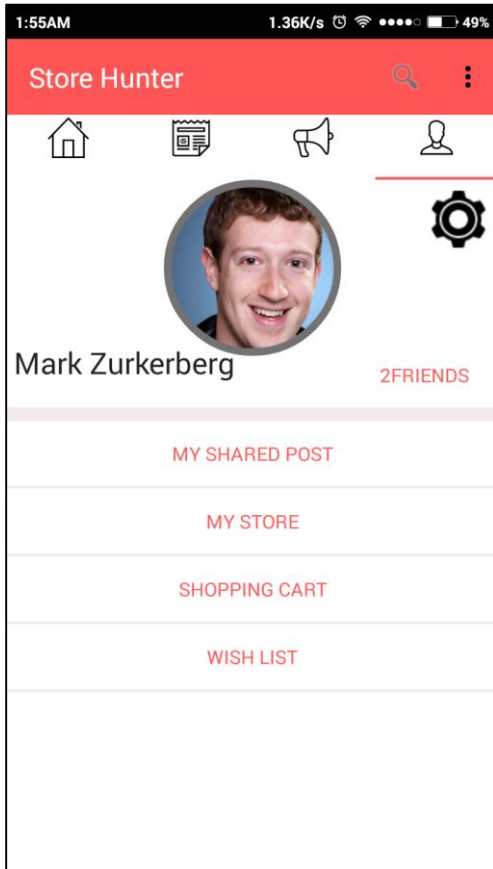 1:55AM 1.36K/s 49%
Store Hunter
Mark Zurkerberg
2FRIENDS
MY SHARED POST
MY STORE
SHOPPING CART
WISH LIST